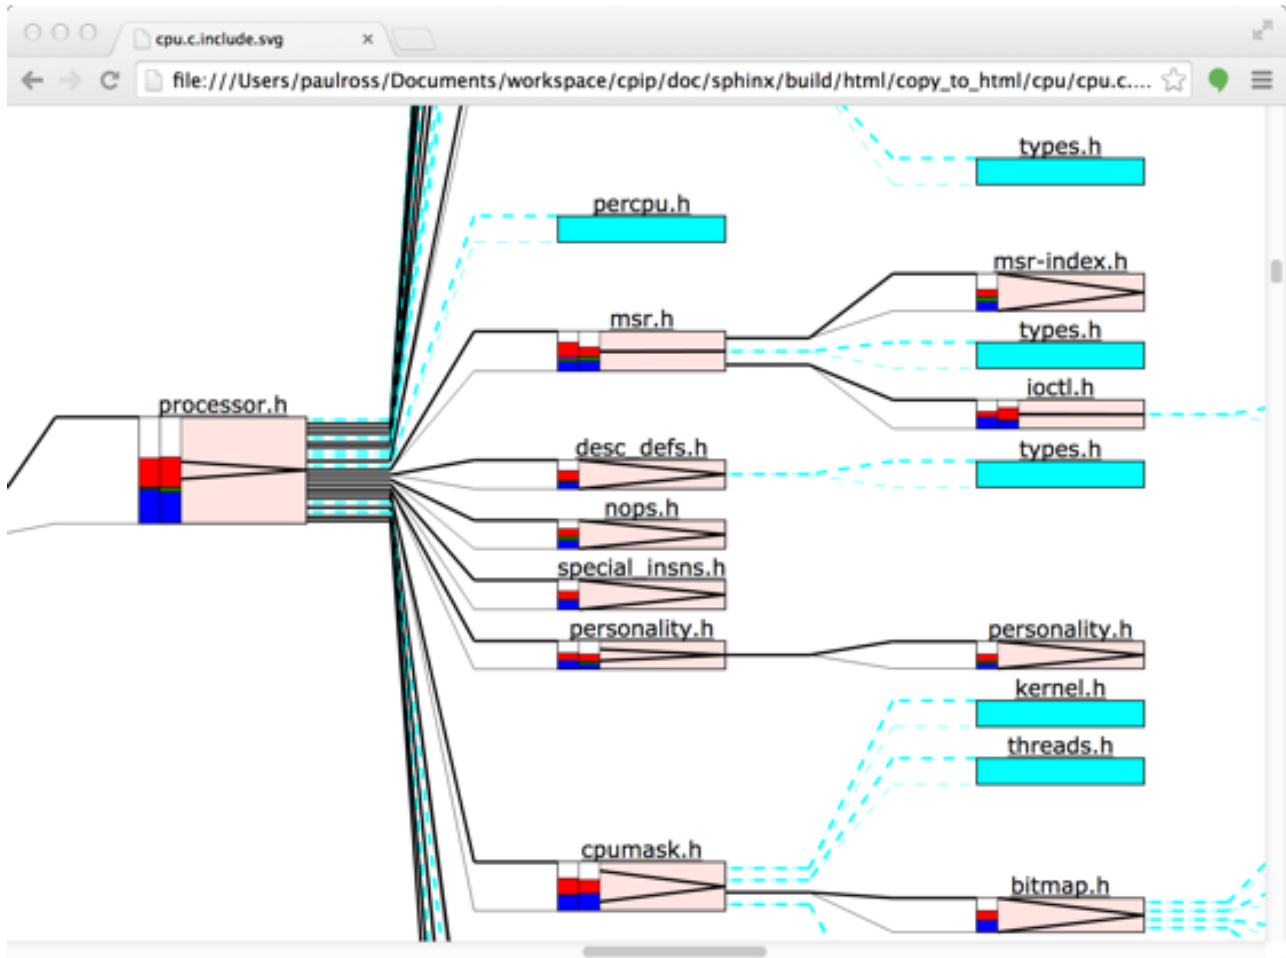 cpu.c.include.svg
file:///Users/paulross/Documents/workspace/cpip/doc/sphinx/build/html/copy_to_html/cpu/cpu.c....
types.h
percpu.h
msr-index.h
msr.h
types.h
ioctl.h
processor.h
desc_defs.h
types.h
nops.h
special_insns.h
personality.h
personality.h
kernel.h
threads.h
cpumask.h
bitmap.h